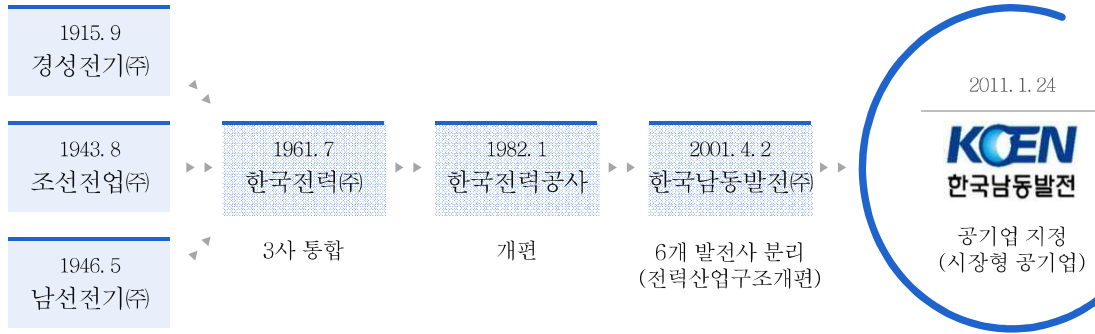 1915. 9
경성전기㈜
1943. 8
조선전업㈜
1946. 5
남선전기㈜
1961. 7
한국전력㈜
3사 통합
1982. 1
한국전력공사
개편
2001. 4. 2
한국남동발전㈜
6개 발전사 분리
(전력산업구조개편)
2011. 1. 24
KOEN
한국남동발전
공기업 지정
(시장형 공기업)